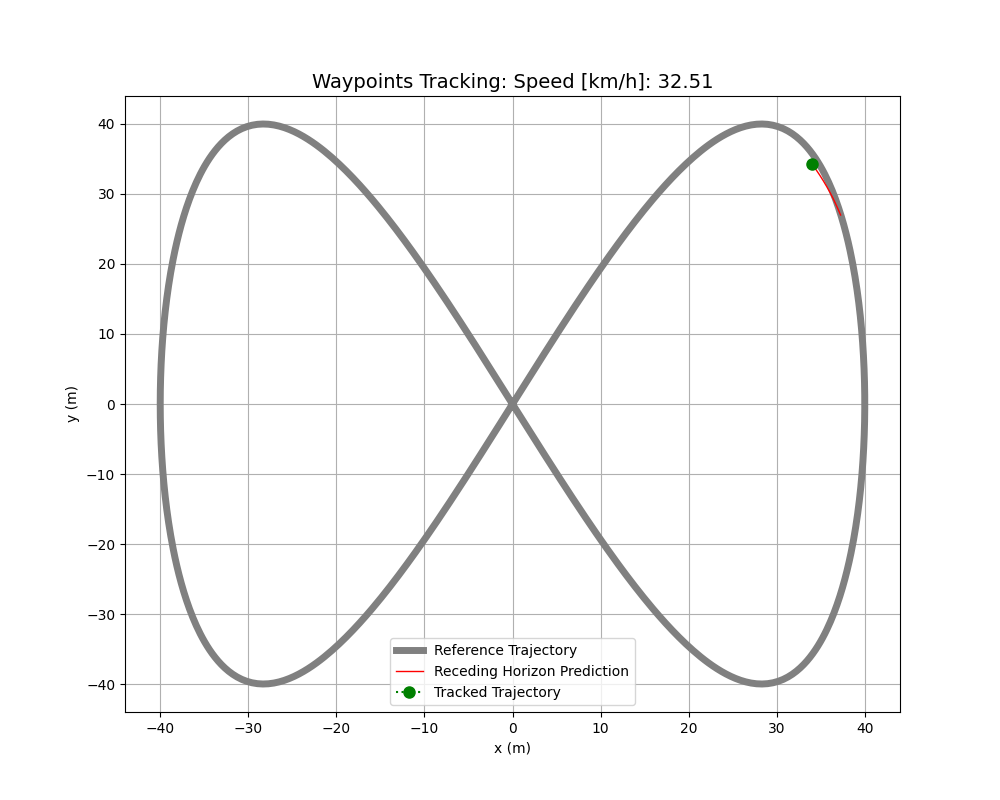 Waypoints Tracking: Speed [km/h]: 32.51
40
30
20
10
0
−10
−20
−30
−40
y (m)
Reference Trajectory
Receding Horizon Prediction
Tracked Trajectory
−40 −30 −20 −10 0 10 20 30 40
x (m)